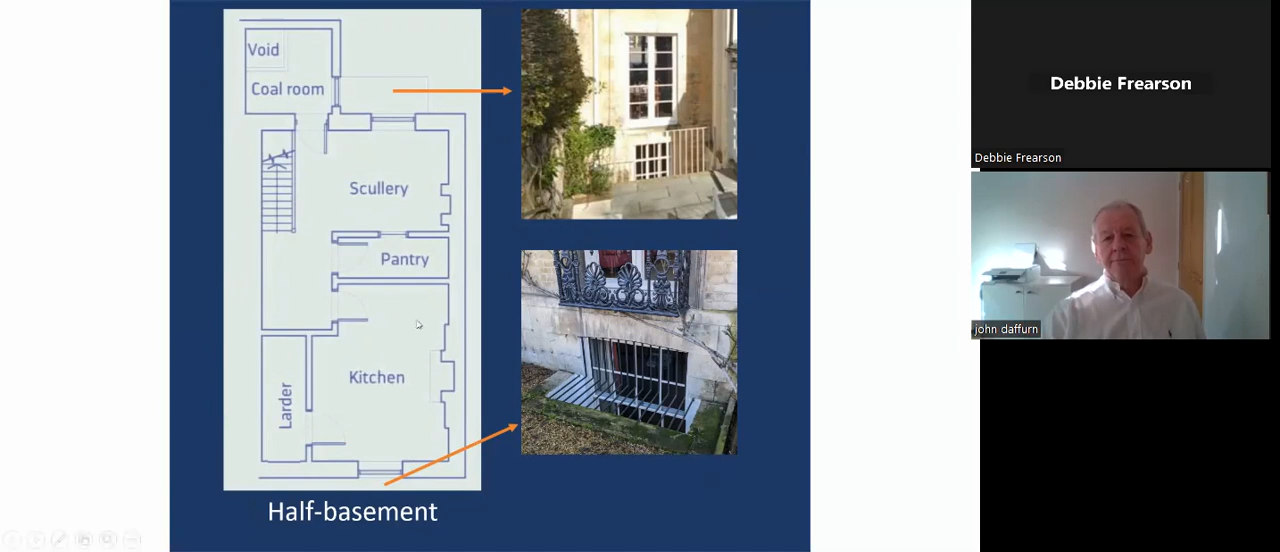 Void
Coal room
Scullery
Pantry
Kitchen
Larder
Half-basement
Debbie Frearson
Debbie Frearson
john daffurn